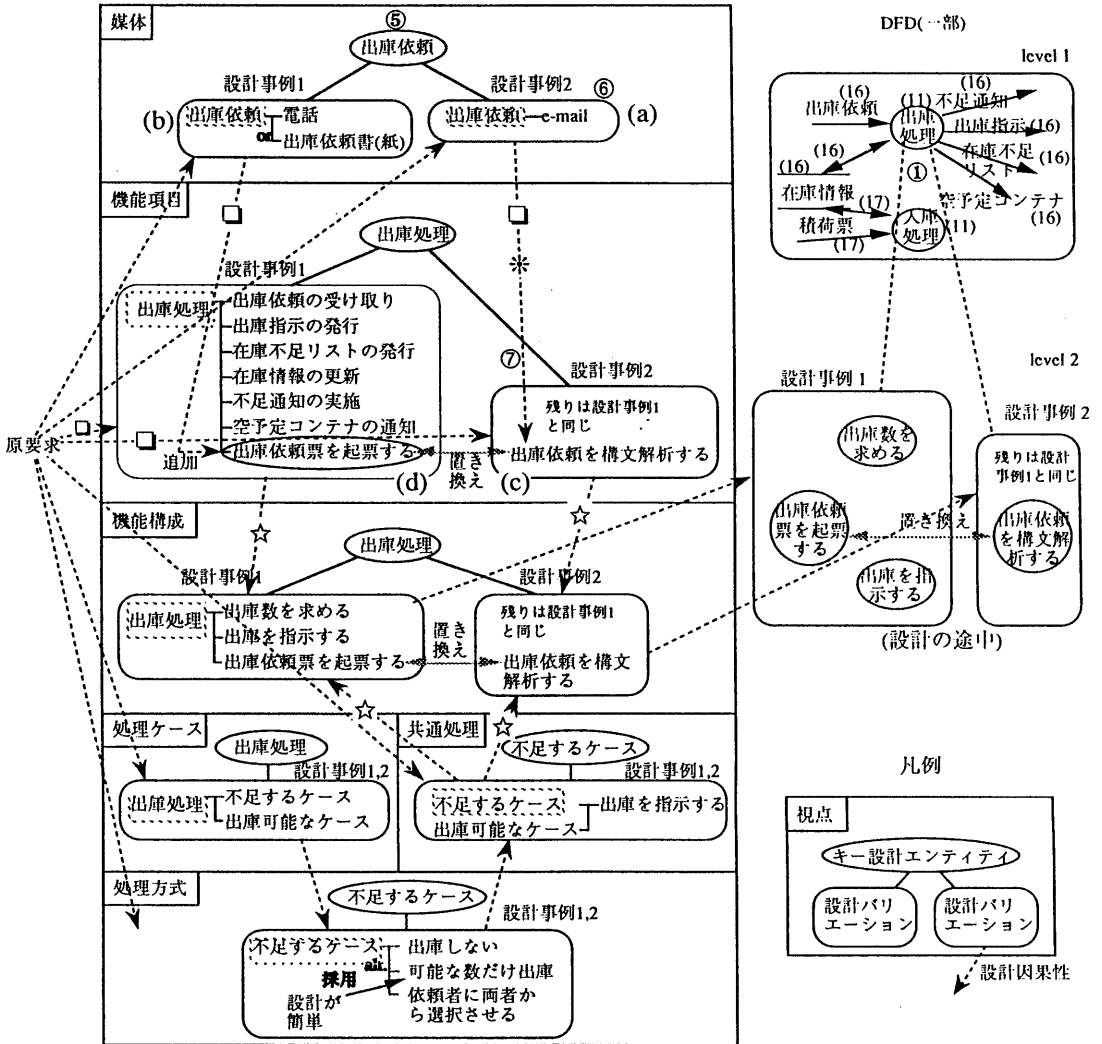 媒体
⑤
出庫依頼
設計事例1
設計事例2
⑥
(b)
出庫依頼
電話
or
出庫依頼書(紙)
出庫依頼
e-mail
(a)
機能項目
出庫処理
設計事例1
出庫処理
出庫依頼の受け取り
出庫指示の発行
在庫不足リストの発行
在庫情報の更新
不足通知の実施
空予定コンテナの通知
出庫依頼票を起票する
追加
(d)
⑦
設計事例2
残りは設計事例1
と同じ
出庫依頼を構文解析する
置き
換え
(c)
原要求
機能構成
出庫処理
設計事例1
設計事例2
出庫処理
出庫数を求める
出庫を指示する
出庫依頼票を起票する
置き
換え
残りは設計事例1
と同じ
出庫依頼を構文
解析する
処理ケース
出庫処理
設計事例1,2
出庫処理
不足するケース
出庫可能なケース
共通処理
不足するケース
設計事例1,2
不足するケース
出庫可能なケース
出庫を指示する
処理方式
不足するケース
設計事例1,2
不足するケース
alt.
出庫しない
可能な数だけ出庫
依頼者に両者か
ら選択させる
採用
設計が
簡単
DFD(一部)
level 1
(16)
出庫依頼
(11)
出庫
処理
(16)
不足通知
出庫指示(16)
在庫不足
リスト
(16)
空予定コンテナ
(16)
(16)
(16)
①
在庫情報
(17)
積荷票
(17)
入庫
処理
(11)
level 2
設計事例 1
出庫数を
求める
出庫依頼
票を起票
する
出庫を指
示する
置き換え
設計事例 2
残りは設計
事例1と同じ
出庫依頼
を構文解
析する
(設計の途中)
凡例
視点
キー設計エンティティ
設計バリ
エーション
設計バリ
エーション
設計因果性